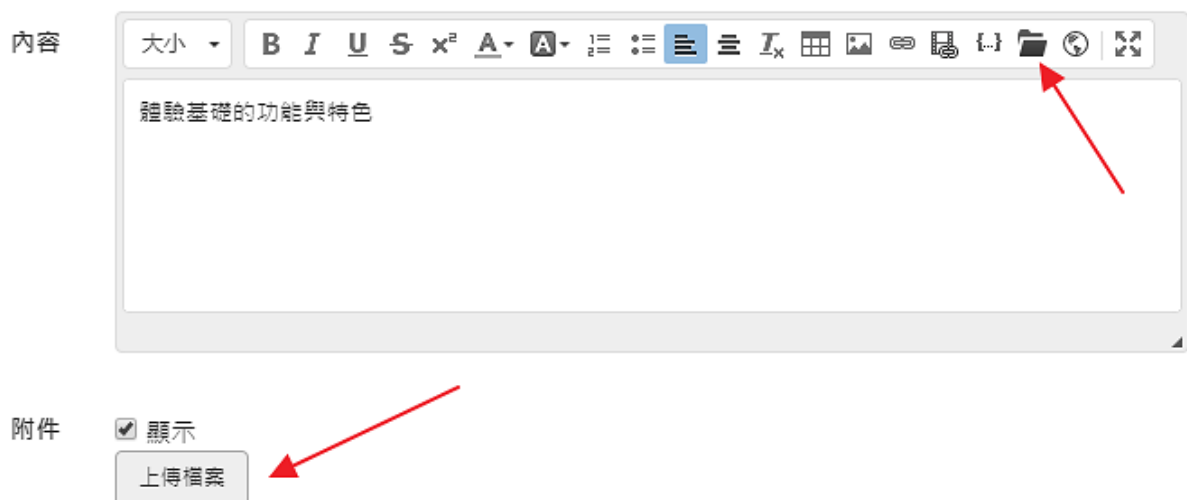 內容
大小
體驗基礎的功能與特色
附件
顯示
上傳檔案